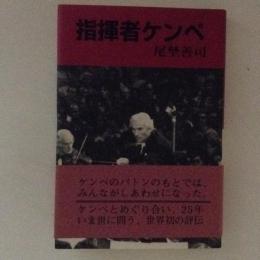 指揮者ケンペ
尾埜善司
ケンペのバトンのもとでは、
みんながしあわせになった。
ケンペとめぐり合い、25年
いま世に問う、世界初の評伝